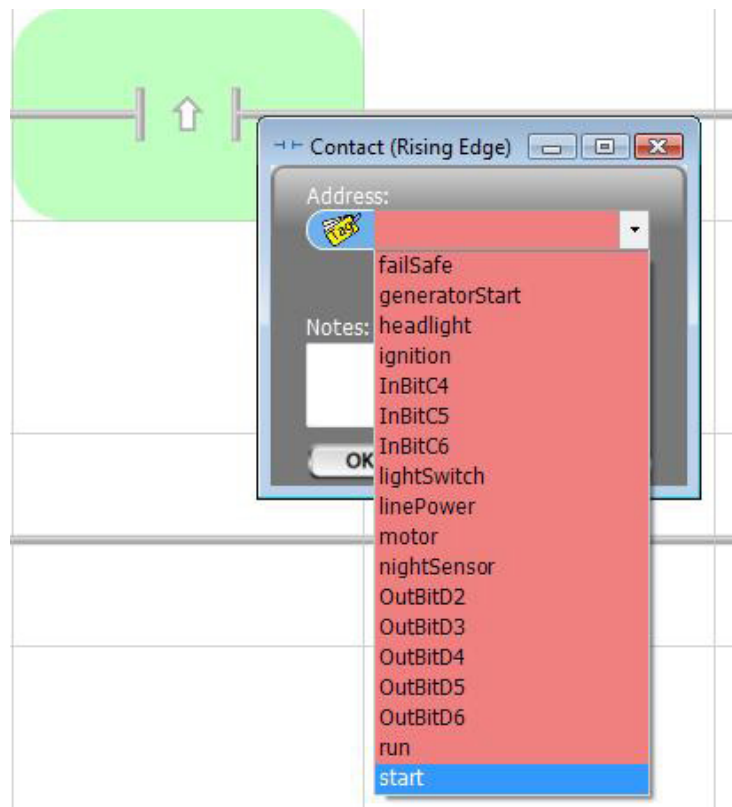 Contact (Rising Edge)
Address:
Tag
failSafe
generatorStart
headlight
Notes:
ignition
InBitC4
InBitC5
InBitC6
OK
lightSwitch
linePower
motor
nightSensor
OutBitD2
OutBitD3
OutBitD4
OutBitD5
OutBitD6
run
start